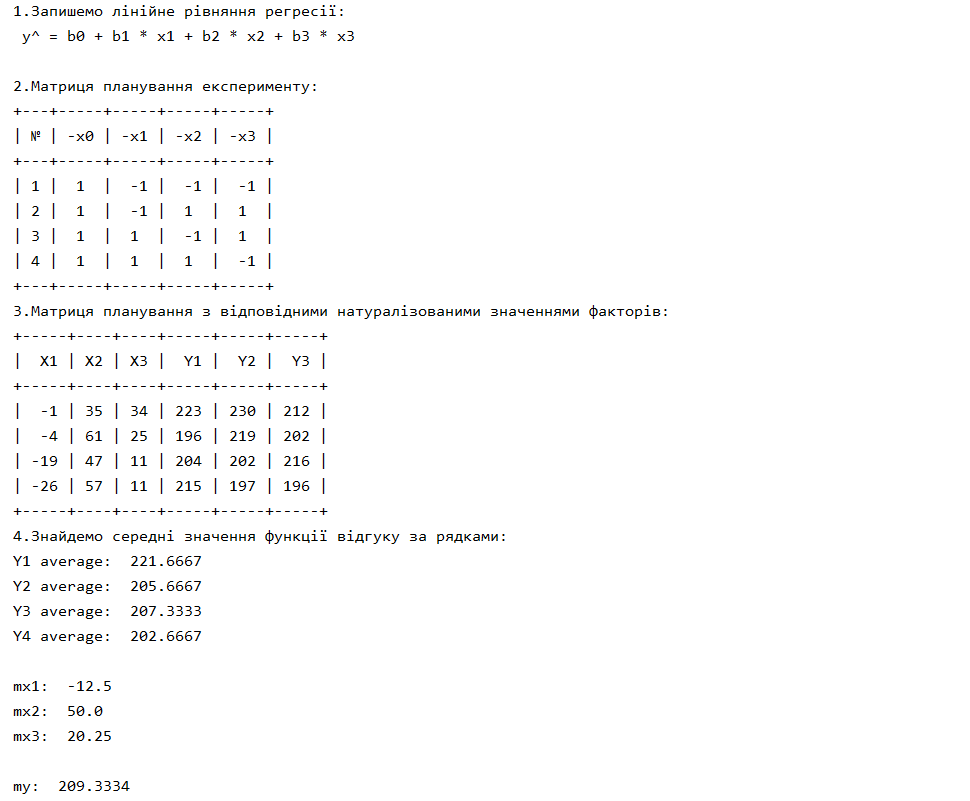 1.Запишемо лінійне рівняння регресії:
 y^ = b0 + b1 * x1 + b2 * x2 + b3 * x3
2.Матриця планування експерименту:
+---+-----+-----+-----+-----+
| № | -x0 | -x1 | -x2 | -x3 |
+---+-----+-----+-----+-----+
| 1 |  1  |  -1 |  -1 |  -1 |
| 2 |  1  |  -1 |  1  |  1  |
| 3 |  1  |  1  |  -1 |  1  |
| 4 |  1  |  1  |  1  |  -1 |
+---+-----+-----+-----+-----+
3.Матриця планування з відповідними натуралізованими значеннями факторів:
+-----+----+----+-----+-----+-----+
|  X1 | X2 | X3 |  Y1 |  Y2 |  Y3 |
+-----+----+----+-----+-----+-----+
|  -1 | 35 | 34 | 223 | 230 | 212 |
|  -4 | 61 | 25 | 196 | 219 | 202 |
| -19 | 47 | 11 | 204 | 202 | 216 |
| -26 | 57 | 11 | 215 | 197 | 196 |
+-----+----+----+-----+-----+-----+
4.Знайдемо середні значення функції відгуку за рядками:
Y1 average:  221.6667
Y2 average:  205.6667
Y3 average:  207.3333
Y4 average:  202.6667
mx1:  -12.5
mx2:  50.0
mx3:  20.25
my:  209.3334